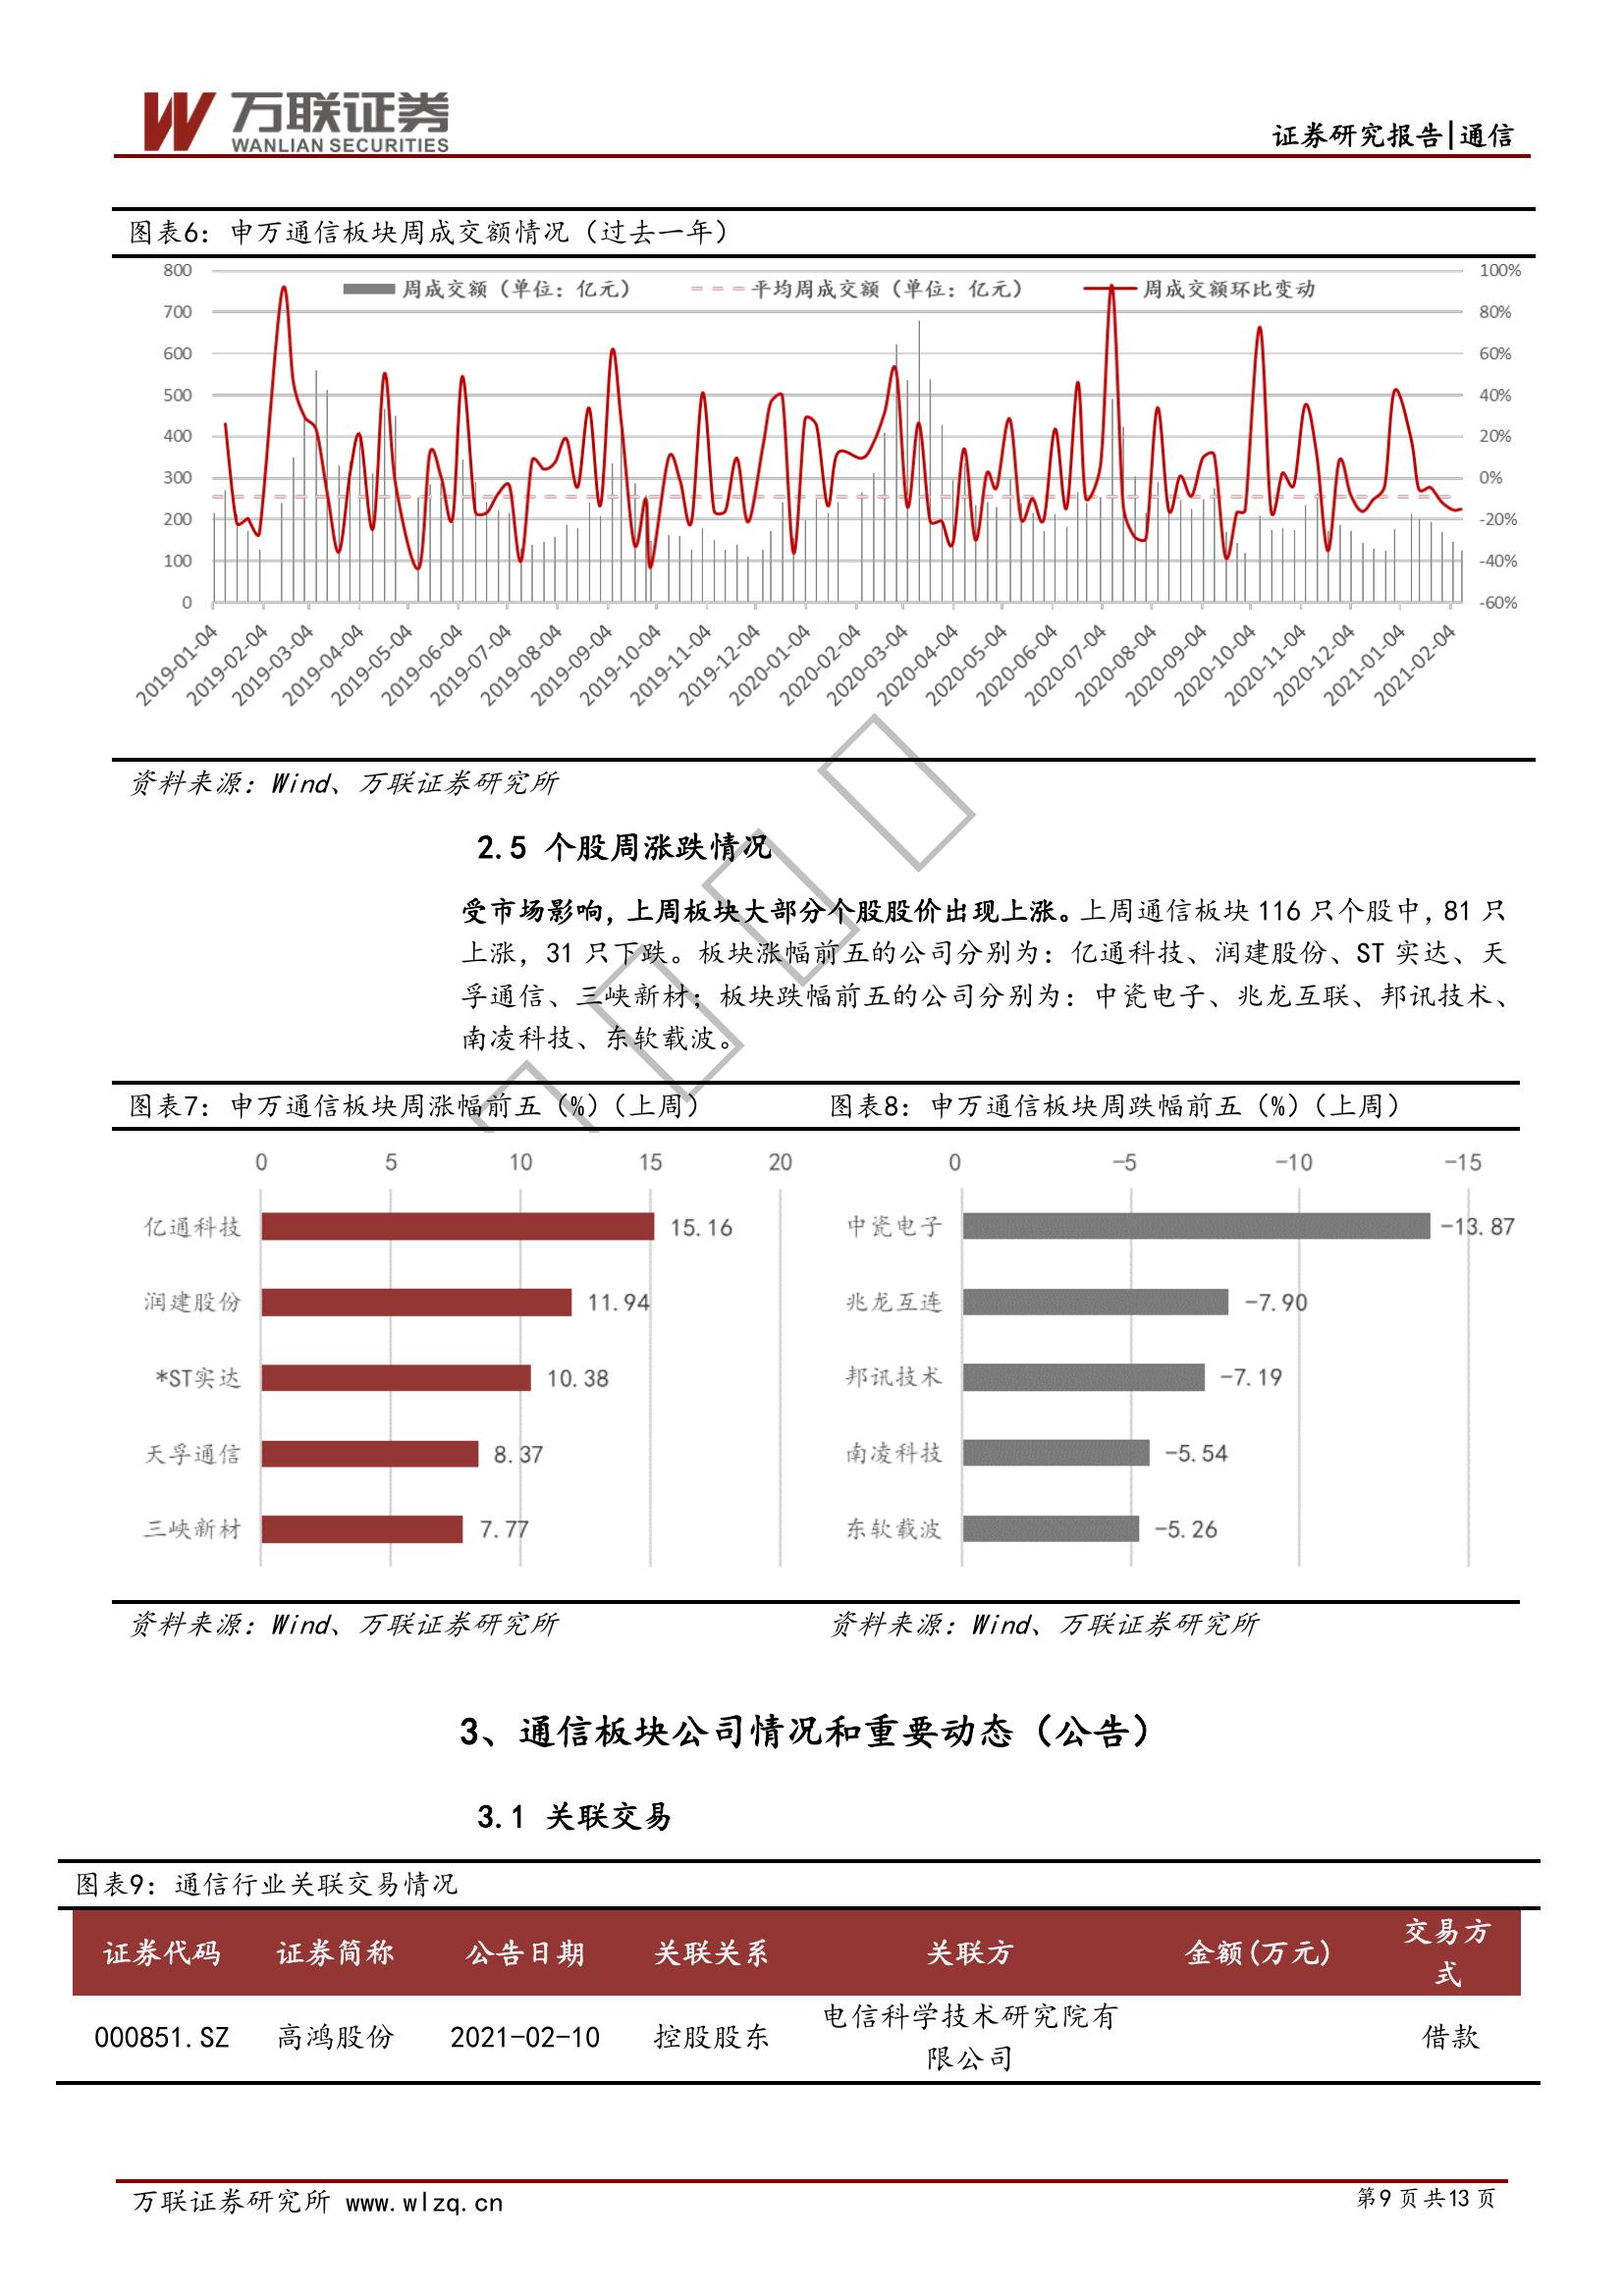 万联证券
WANLIAN SECURITIES
证券研究报告|通信
图表6：申万通信板块周成交额情况（过去一年）
800
700
600
500
400
300
200
100
0
周成交额（单位：亿元）
平均周成交额（单位：亿元）
周成交额环比变动
100%
80%
60%
40%
20%
0%
-20%
-40%
-60%
2019-01-04
2019-02-04
2019-03-04
2019-04-04
2019-05-04
2019-06-04
2019-07-04
2019-08-04
2019-09-04
2019-10-04
2019-11-04
2019-12-04
2020-01-04
2020-02-04
2020-03-04
2020-04-04
2020-05-04
2020-06-04
2020-07-04
2020-08-04
2020-09-04
2020-10-04
2020-11-04
2020-12-04
2021-01-04
2021-02-04
资料来源：Wind、万联证券研究所
2.5 个股周涨跌情况
受市场影响，上周板块大部分个股股价出现上涨。上周通信板块 116 只个股中，81 只
上涨，31 只下跌。板块涨幅前五的公司分别为：亿通科技、润建股份、ST 实达、天
孚通信、三峡新材；板块跌幅前五的公司分别为：中瓷电子、兆龙互联、邦讯技术、
南凌科技、东软载波。
图表7：申万通信板块周涨幅前五（%）（上周）
0 5 10 15 20
亿通科技 15.16
润建股份 11.94
*ST实达 10.38
天孚通信 8.37
三峡新材 7.77
资料来源：Wind、万联证券研究所
图表8：申万通信板块周跌幅前五（%）（上周）
0 -5 -10 -15
中瓷电子 -13.87
兆龙互连 -7.90
邦讯技术 -7.19
南凌科技 -5.54
东软载波 -5.26
资料来源：Wind、万联证券研究所
3、通信板块公司情况和重要动态（公告）
3.1 关联交易
图表9：通信行业关联交易情况
证券代码 证券简称 公告日期 关联关系 关联方 金额(万元) 交易方
式
000851.SZ 高鸿股份 2021-02-10 控股股东 电信科学技术研究院有 借款
限公司
万联证券研究所 www.wlzq.cn
第9页共13页